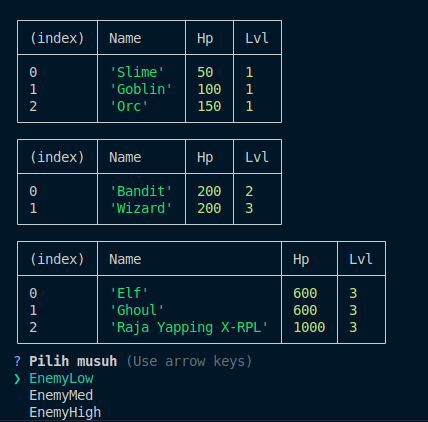 (index) Name Hp Lvl
0 'Slime' 50 1
1 'Goblin' 100 1
2 'Orc' 150 1
(index) Name Hp Lvl
0 'Bandit' 200 2
1 'Wizard' 200 3
(index) Name Hp Lvl
0 'Elf' 600 3
1 'Ghoul' 600 3
2 'Raja Yapping X-RPL' 1000 3
? Pilih musuh (Use arrow keys)
❯ EnemyLow
EnemyMed
EnemyHigh